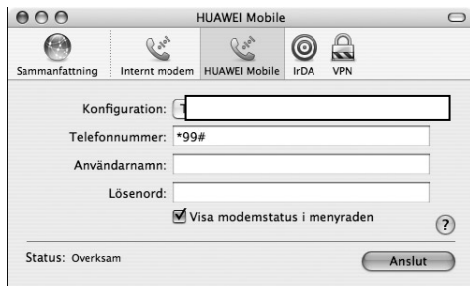 HUAWEI Mobile
Sammanfattning Internt modem HUAWEI Mobile IrDA VPN
Konfiguration:
Telefonnummer: *99#
Användarnamn:
Lösenord:
Visa modemstatus i menyraden
?
Status: Overksam
Anslut